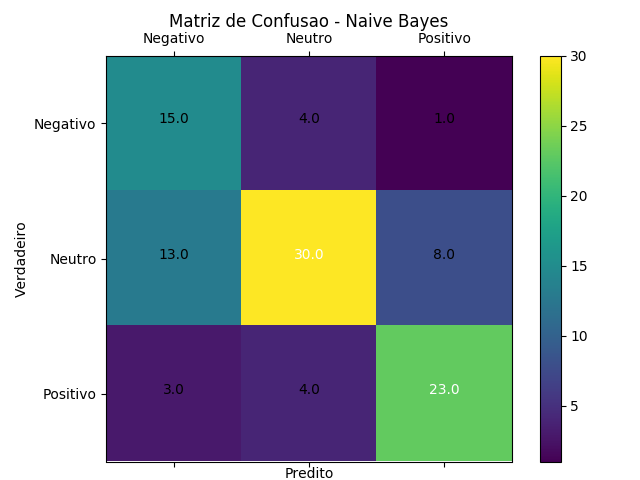 Matriz de Confusao - Naive Bayes
Negativo Neutro Positivo
Negativo 15.0 4.0 1.0 
Neutro 13.0 30.0 8.0
Positivo 3.0 4.0 23.0
Verdadeiro
Predito
30
25
20
15
10
5